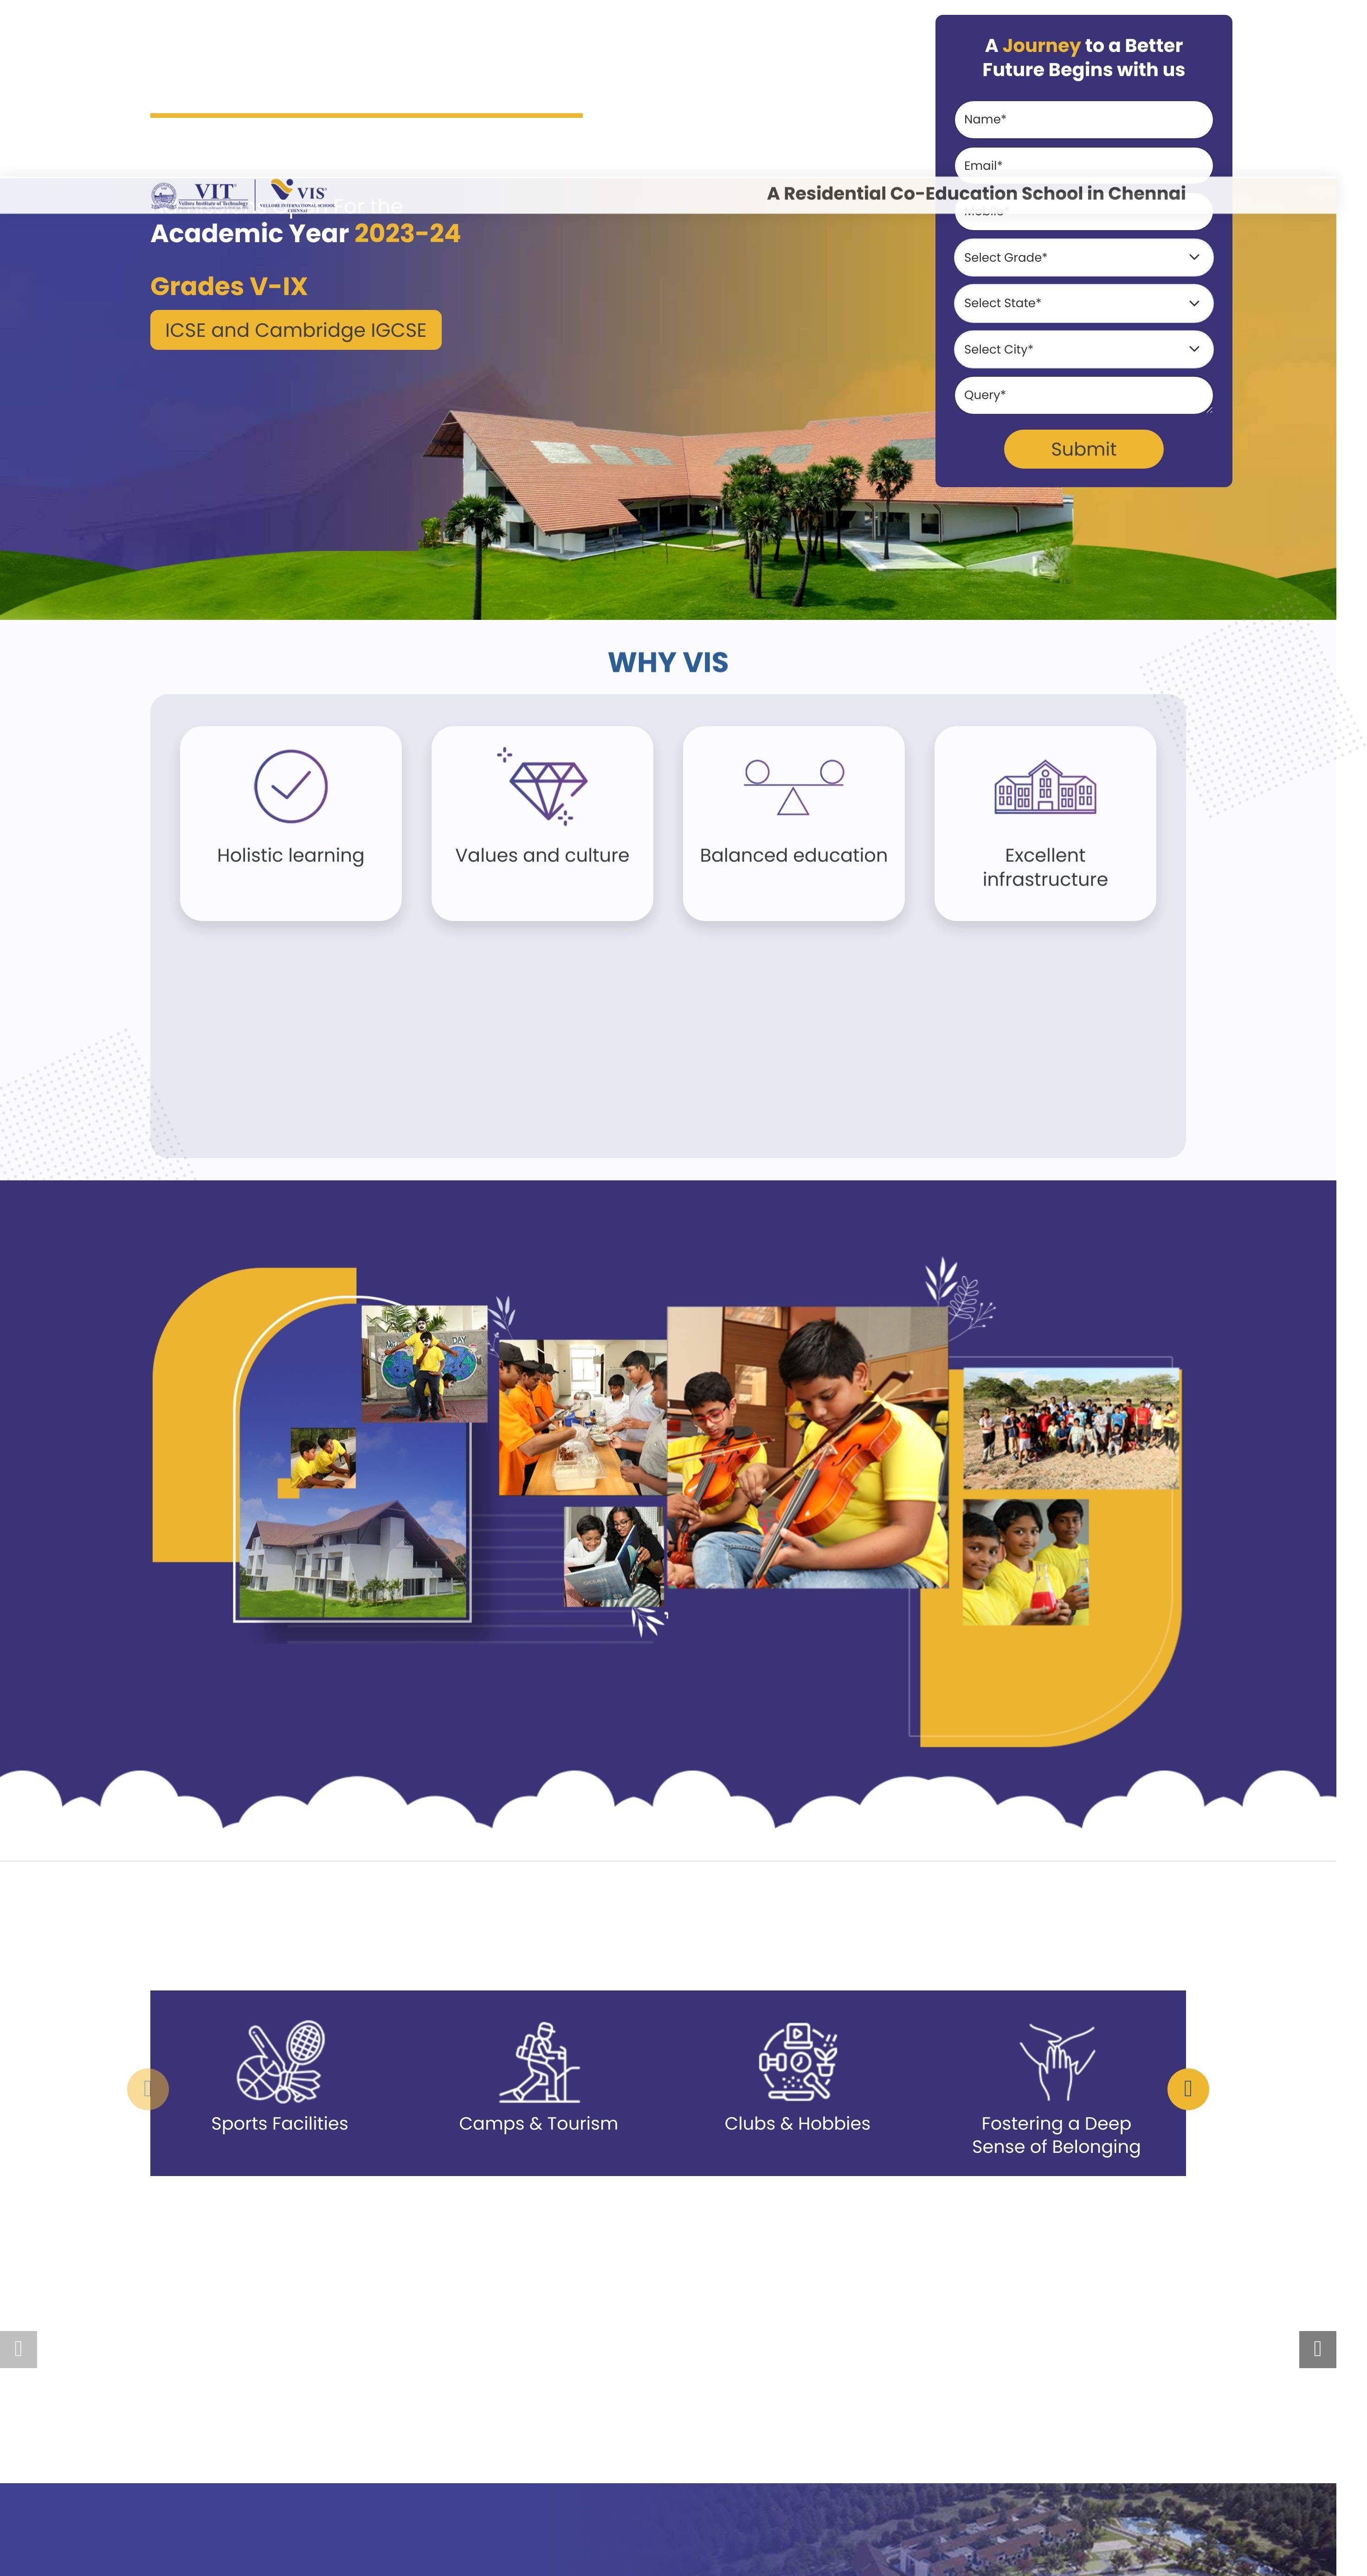 A Journey to a Better
Future Begins with us
Name*
Email*
VIT
Vellore Institute of Technology
VIS
VELLORE INTERNATIONAL SCHOOL
CHENNAI
A Residential Co-Education School in Chennai
For the
Mobile*
Academic Year 2023-24
Select Grade*
Grades V-IX
Select State*
ICSE and Cambridge IGCSE
Select City*
Query*
Submit
WHY VIS
Holistic learning
Values and culture
Balanced education
Excellent
infrastructure
DAY
Sports Facilities
Camps & Tourism
Clubs & Hobbies
Fostering a Deep
Sense of Belonging